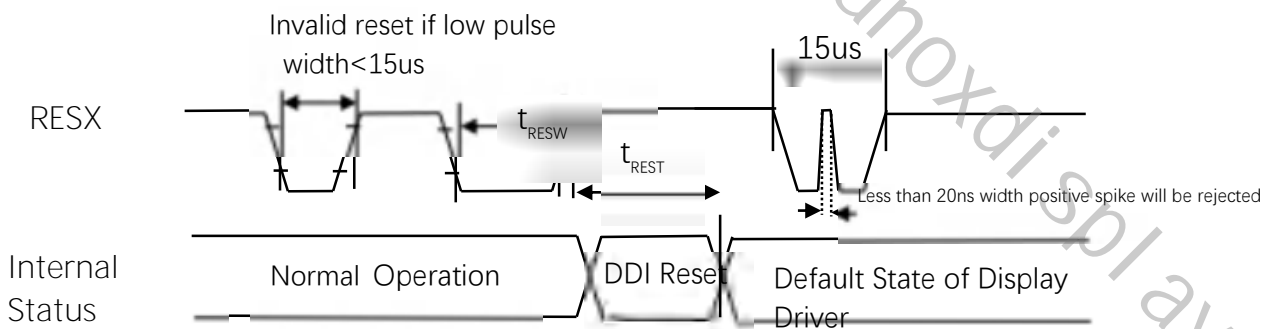 Invalid reset if low pulse
width<15us
15us
RESX
tRESW
tREST
Less than 20ns width positive spike will be rejected
Internal
Status
Normal Operation
DDI Reset
Default State of Display
Driver